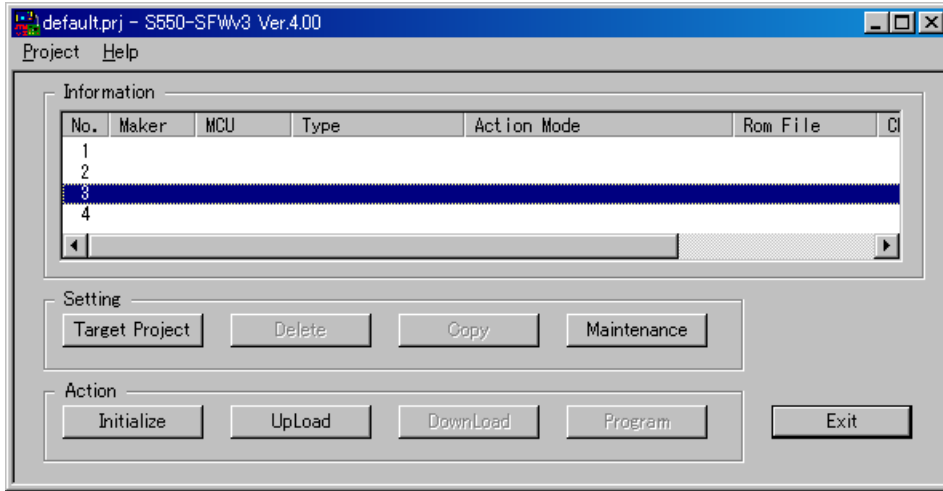 default.prj - S550-SFWv3 Ver.4.00
Project Help
Information
No. Maker MCU Type Action Mode Rom File
1
2
3
4
Setting
Target Project Delete Copy Maintenance
Action
Initialize UpLoad DownLoad Program Exit